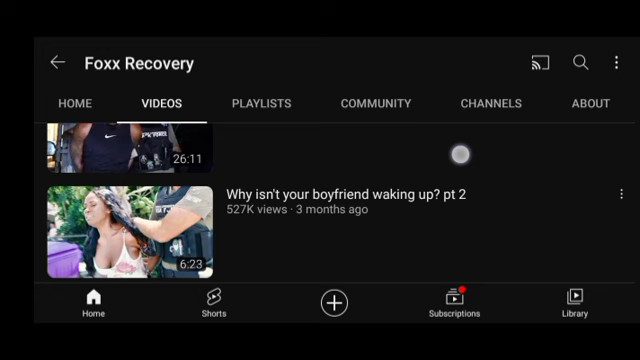 Foxx Recovery
HOME VIDEOS PLAYLISTS COMMUNITY CHANNELS ABOUT
26:11
Why isn't your boyfriend waking up? pt 2
527K views · 3 months ago
6:23
Home Shorts Subscriptions Library